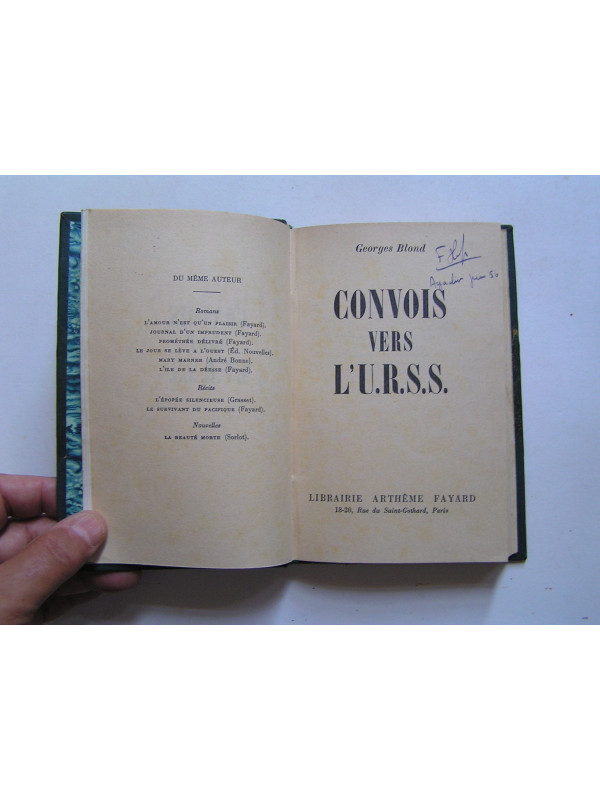 DU MÊME AUTEUR
Romans
L'AMOUR N'EST QU'UN PLAISIR (Fayard).
JOURNAL D'UN IMPRUDENT (Fayard).
PROMÉTHÉE DÉLIVRÉ (Fayard).
LE JOUR SE LÈVE A L'OUEST (Éd. Nouvelles).
MARY MARNER (André Bonne).
L'ILE DE LA DÉESSE (Fayard).
Récits
L'ÉPOPÉE SILENCIEUSE (Grasset).
LE SURVIVANT DU PACIFIQUE (Fayard).
Nouvelles
LA BEAUTÉ MORTE (Sorlot).
Georges Blond
Agadir
CONVOIS
VERS
L'U.R.S.S.
LIBRAIRIE ARTHÈME FAYARD
18-20, Rue du Saint-Gothard, Paris